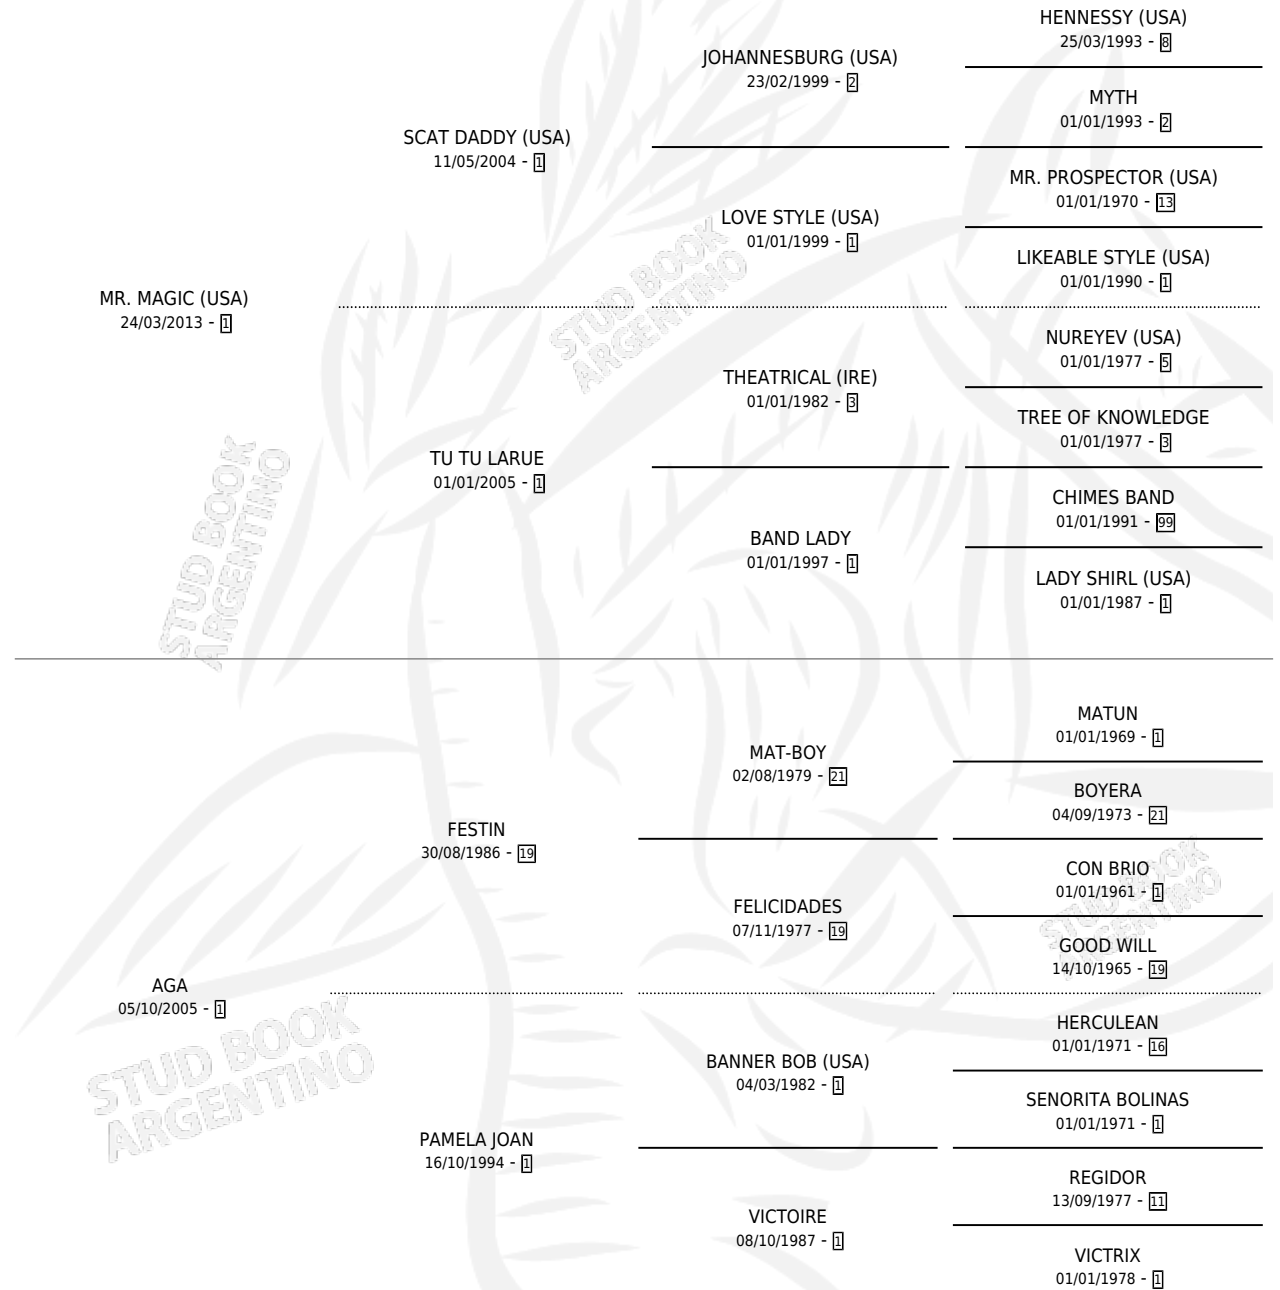 HENNESSY (USA)
25/03/1993 - 8
JOHANNESBURG (USA)
23/02/1999 - 2
MYTH
01/01/1993 - 2
SCAT DADDY (USA)
11/05/2004 - 1
MR. PROSPECTOR (USA)
01/01/1970 - 13
LOVE STYLE (USA)
01/01/1999 - 1
LIKEABLE STYLE (USA)
01/01/1990 - 1
MR. MAGIC (USA)
24/03/2013 - 1
NUREYEV (USA)
01/01/1977 - 5
THEATRICAL (IRE)
01/01/1982 - 3
TREE OF KNOWLEDGE
01/01/1977 - 3
TU TU LARUE
01/01/2005 - 1
CHIMES BAND
01/01/1991 - 99
BAND LADY
01/01/1997 - 1
LADY SHIRL (USA)
01/01/1987 - 1
MATUN
01/01/1969 - 1
MAT-BOY
02/08/1979 - 21
BOYERA
04/09/1973 - 21
FESTIN
30/08/1986 - 19
CON BRIO
01/01/1961 - 1
FELICIDADES
07/11/1977 - 19
GOOD WILL
14/10/1965 - 19
AGA
05/10/2005 - 1
HERCULEAN
01/01/1971 - 16
BANNER BOB (USA)
04/03/1982 - 1
SENORITA BOLINAS
01/01/1971 - 1
PAMELA JOAN
16/10/1994 - 1
REGIDOR
13/09/1977 - 11
VICTOIRE
08/10/1987 - 1
VICTRIX
01/01/1978 - 1
STUD BOOK
ARGENTINO
STUD BOOK
ARGENTINO
STUD BOOK
ARGENTINO
STUD BOOK
ARGENTINO